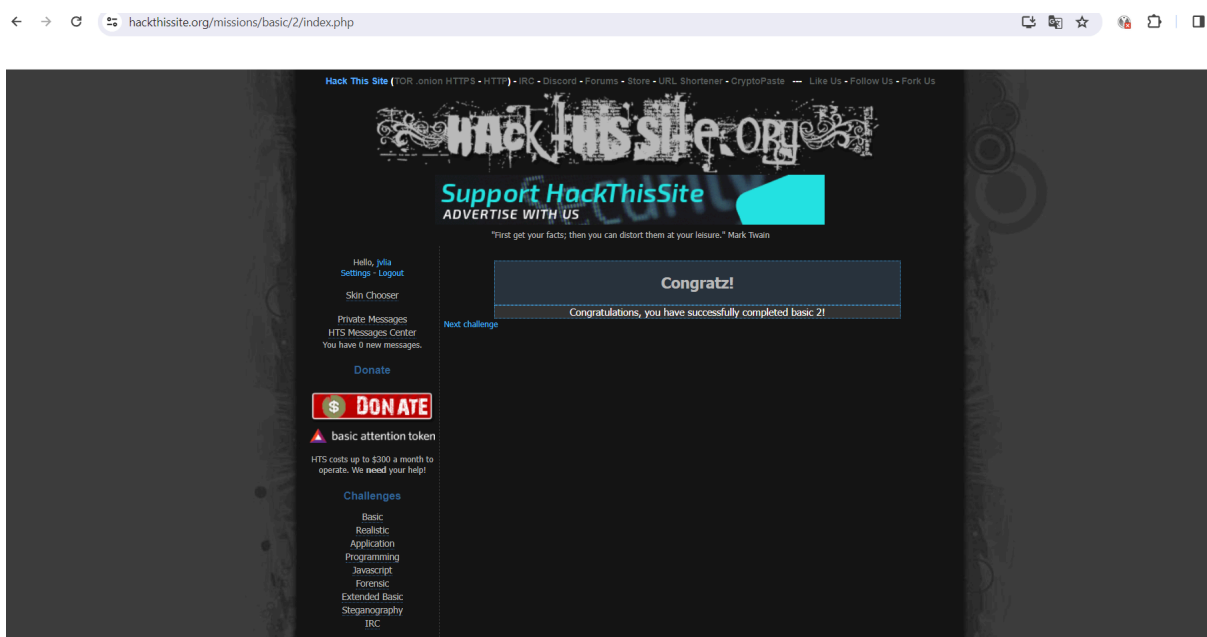 hackthissite.org/missions/basic/2/index.php
Hack This Site (TOR .onion HTTPS - HTTP) - IRC - Discord - Forums - Store - URL Shortener - CryptoPaste --- Like Us - Follow Us - Fork Us
HACK THIS SITE.ORG
Support HackThisSite
ADVERTISE WITH US
"First get your facts; then you can distort them at your leisure." Mark Twain
Hello, jvlia
Settings - Logout
Skin Chooser
Private Messages
HTS Messages Center
You have 0 new messages.
Donate
DONATE
basic attention token
HTS costs up to $300 a month to
operate. We need your help!
Challenges
Basic
Realistic
Application
Programming
Javascript
Forensic
Extended Basic
Steganography
IRC
Congratz!
Congratulations, you have successfully completed basic 2!
Next challenge